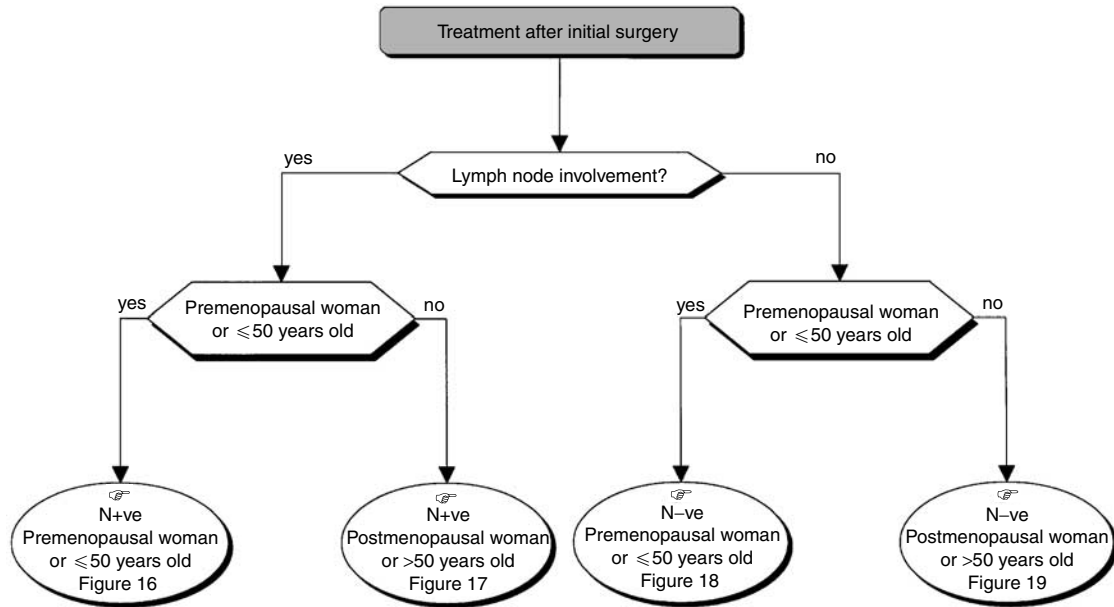 Treatment after initial surgery
yes
Lymph node involvement?
no
yes
Premenopausal woman
or ⩽50 years old
no
yes
Premenopausal woman
or ⩽50 years old
no
☞
N+ve
Premenopausal woman
or ⩽50 years old
Figure 16
☞
N+ve
Postmenopausal woman
or >50 years old
Figure 17
☞
N−ve
Premenopausal woman
or ⩽50 years old
Figure 18
☞
N−ve
Postmenopausal woman
or >50 years old
Figure 19